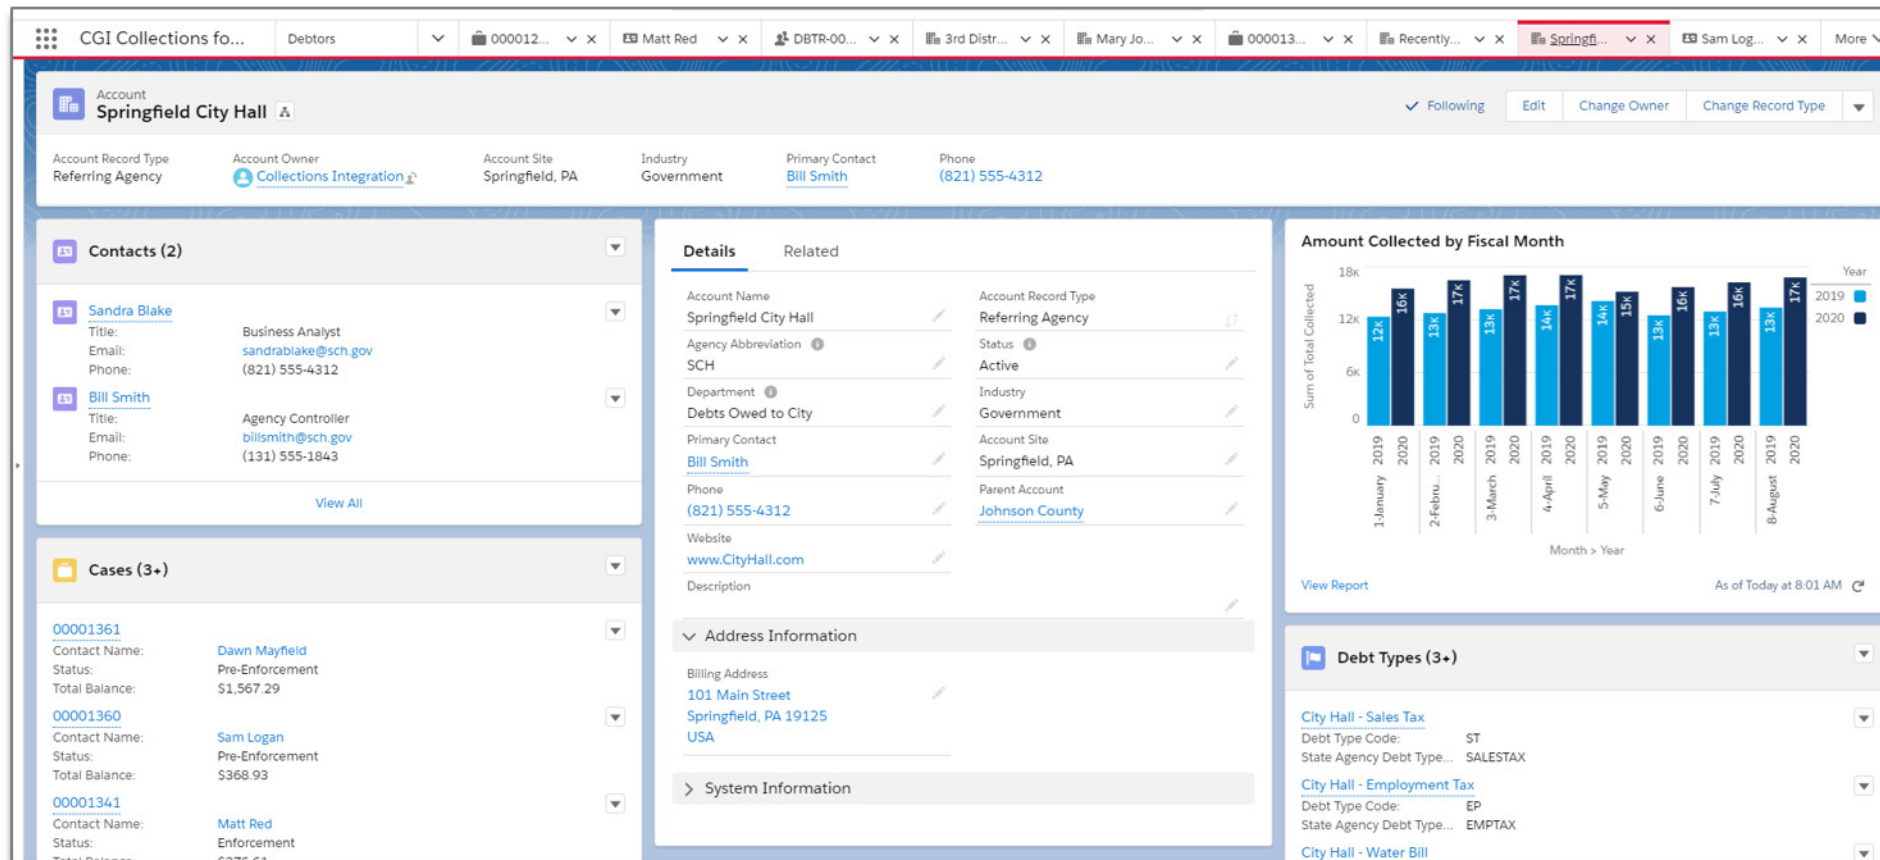 CGI Collections fo...
Debtors
000012...
Matt Red
DBTR-00...
3rd Distr...
Mary Jo...
000013...
Recently...
Springfi...
Sam Log...
More
Account
Springfield City Hall
Following
Edit
Change Owner
Change Record Type
Account Record Type
Referring Agency
Account Owner
Collections Integration
Account Site
Springfield, PA
Industry
Government
Primary Contact
Bill Smith
Phone
(821) 555-4312
Contacts (2)
Sandra Blake
Title: Business Analyst
Email: sandrablake@sch.gov
Phone: (821) 555-4312
Bill Smith
Title: Agency Controller
Email: billsmith@sch.gov
Phone: (131) 555-1843
View All
Cases (3+)
00001361
Contact Name: Dawn Mayfield
Status: Pre-Enforcement
Total Balance: $1,567.29
00001360
Contact Name: Sam Logan
Status: Pre-Enforcement
Total Balance: $368.93
00001341
Contact Name: Matt Red
Status: Enforcement
Details
Related
Account Name
Springfield City Hall
Account Record Type
Referring Agency
Agency Abbreviation
SCH
Status
Active
Department
Debts Owed to City
Industry
Government
Primary Contact
Bill Smith
Account Site
Springfield, PA
Phone
(821) 555-4312
Parent Account
Johnson County
Website
www.CityHall.com
Description
Address Information
Billing Address
101 Main Street
Springfield, PA 19125
USA
System Information
Amount Collected by Fiscal Month
Sum of Total Collected
18K
12K
6K
0
12K
16K
13K
17K
13K
17K
14K
17K
14K
15K
13K
16K
13K
16K
13K
17K
Year
2019
2020
2019
2020
2019
2020
2019
2020
2019
2020
2019
2020
2019
2020
2019
2020
2019
2020
1-January
2-Febru...
3-March
4-April
5-May
6-June
7-July
8-August
Month > Year
View Report
As of Today at 8:01 AM
Debt Types (3+)
City Hall - Sales Tax
Debt Type Code: ST
State Agency Debt Type... SALESTAX
City Hall - Employment Tax
Debt Type Code: EP
State Agency Debt Type... EMPTAX
City Hall - Water Bill